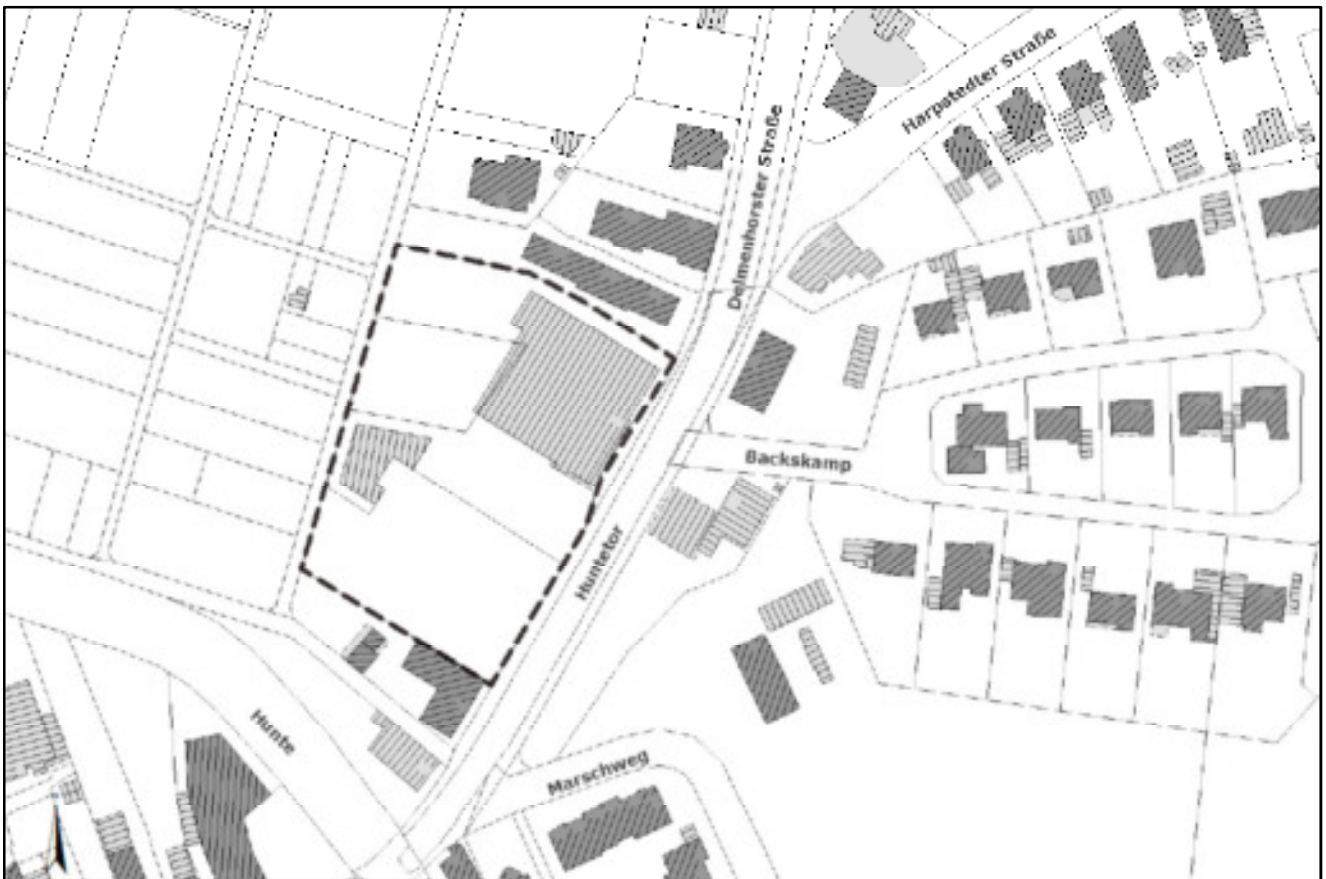 Harpstedter Straße
Delmenhorster Straße
Backskamp
Huntetor
Hunte
Marschweg